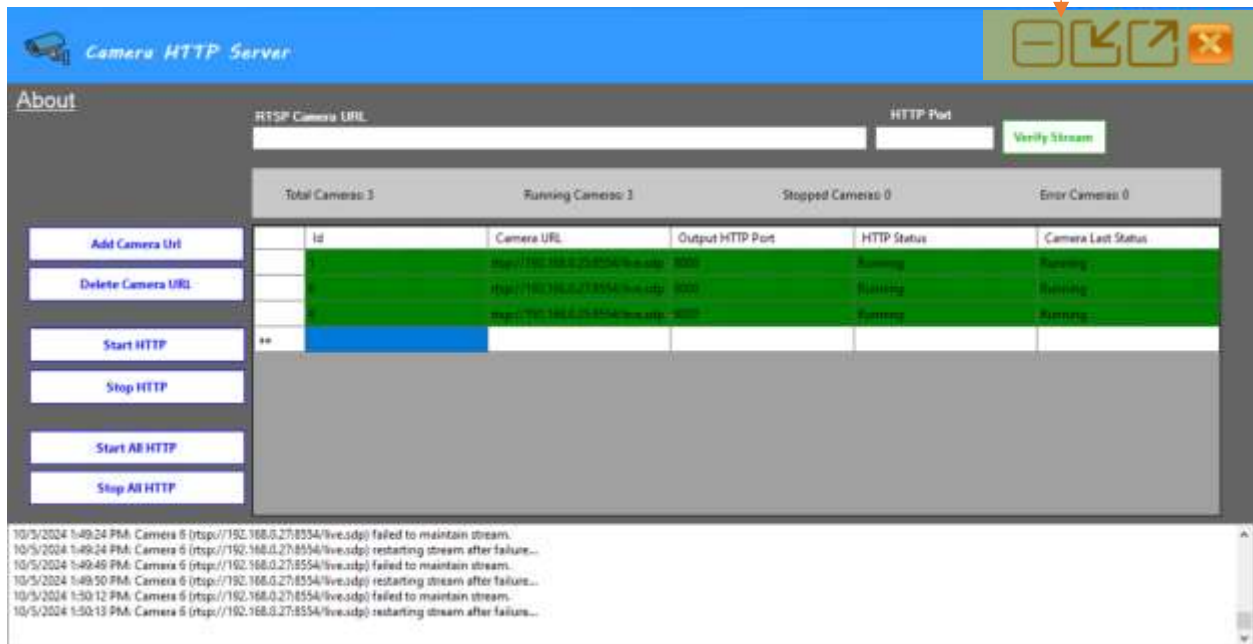 Camera HTTP Server
About
RTSP Camera URL
HTTP Port
Verify Stream
Total Cameras: 3 Running Cameras: 3 Stopped Cameras: 0 Error Cameras: 0
Add Camera Url
Delete Camera URL
Start HTTP
Stop HTTP
Start All HTTP
Stop All HTTP
Id Camera URL Output HTTP Port HTTP Status Camera Last Status
Running Running
Running Running
Running Running
10/5/2024 1:49:24 PM: Camera 6 (rtsp://192.168.0.27:8554/live.sdp) failed to maintain stream.
10/5/2024 1:49:24 PM: Camera 6 (rtsp://192.168.0.27:8554/live.sdp) restarting stream after failure...
10/5/2024 1:49:49 PM: Camera 6 (rtsp://192.168.0.27:8554/live.sdp) failed to maintain stream.
10/5/2024 1:49:50 PM: Camera 6 (rtsp://192.168.0.27:8554/live.sdp) restarting stream after failure...
10/5/2024 1:50:12 PM: Camera 6 (rtsp://192.168.0.27:8554/live.sdp) failed to maintain stream.
10/5/2024 1:50:13 PM: Camera 6 (rtsp://192.168.0.27:8554/live.sdp) restarting stream after failure...